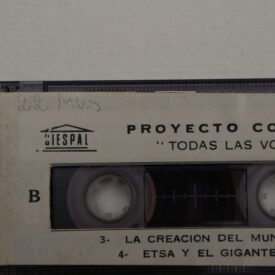 CIESPAL
PROYECTO CO
" TODAS LAS VO
B
3- LA CREACION DEL MUN
4- ETSA Y EL GIGANTE